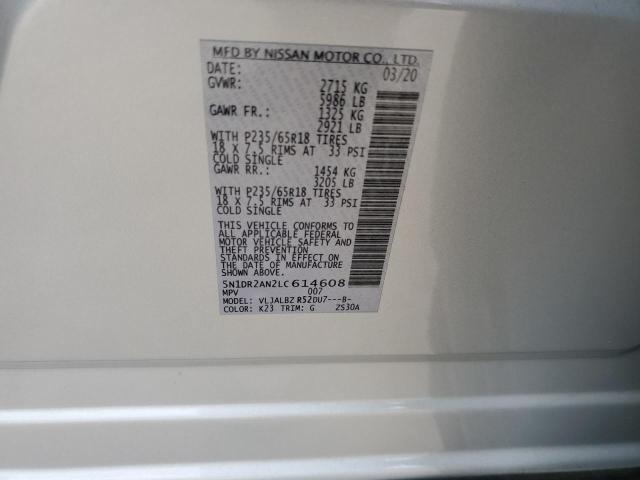 MFD BY NISSAN MOTOR CO., LTD.
DATE: 03/20
GVWR: 2715 KG
5986 LB
GAWR FR.: 1325 KG
2921 LB
WITH P235/65R18 TIRES
18 X 7.5 RIMS AT 33 PSI
COLD SINGLE
GAWR RR.: 1454 KG
3205 LB
WITH P235/65R18 TIRES
18 X 7.5 RIMS AT 33 PSI
COLD SINGLE
THIS VEHICLE CONFORMS TO
ALL APPLICABLE FEDERAL
MOTOR VEHICLE SAFETY AND
THEFT PREVENTION
STANDARDS IN EFFECT ON
THE DATE OF MANUFACTURE
SHOWN ABOVE.
5N1DR2AN2LC614608
MPV 007
MODEL: VLJALBZ R52DU7---B-
COLOR: K23 TRIM: G ZS30A